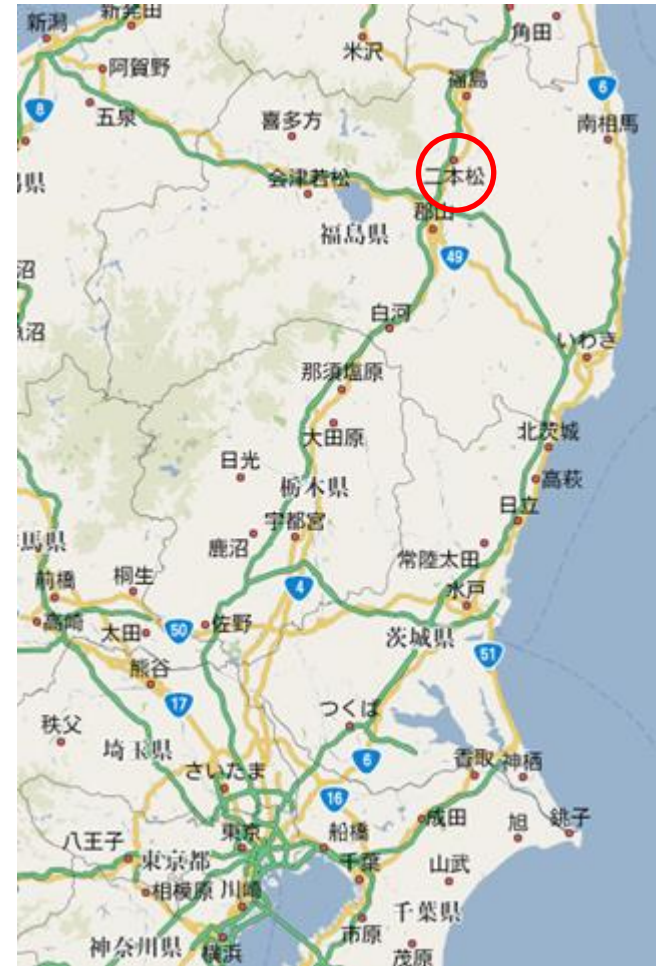 新潟
新発田
角田
米沢
阿賀野
福島
6
8
五泉
喜多方
南相馬
県
会津若松
二本松
郡山
福島県
49
沼
白河
沼
いわき
那須塩原
大田原
北茨城
日光
栃木県
高萩
宇都宮
日立
鹿沼
馬県
常陸太田
前橋
桐生
4
水戸
高崎
太田
50
佐野
茨城県
51
熊谷
17
つくば
秩父
埼玉県
6
香取
神栖
さいたま
16
成田
旭
銚子
東京
船橋
八王子
東京都
千葉
山武
相模原
川崎
千葉県
市原
神奈川県
横浜
茂原